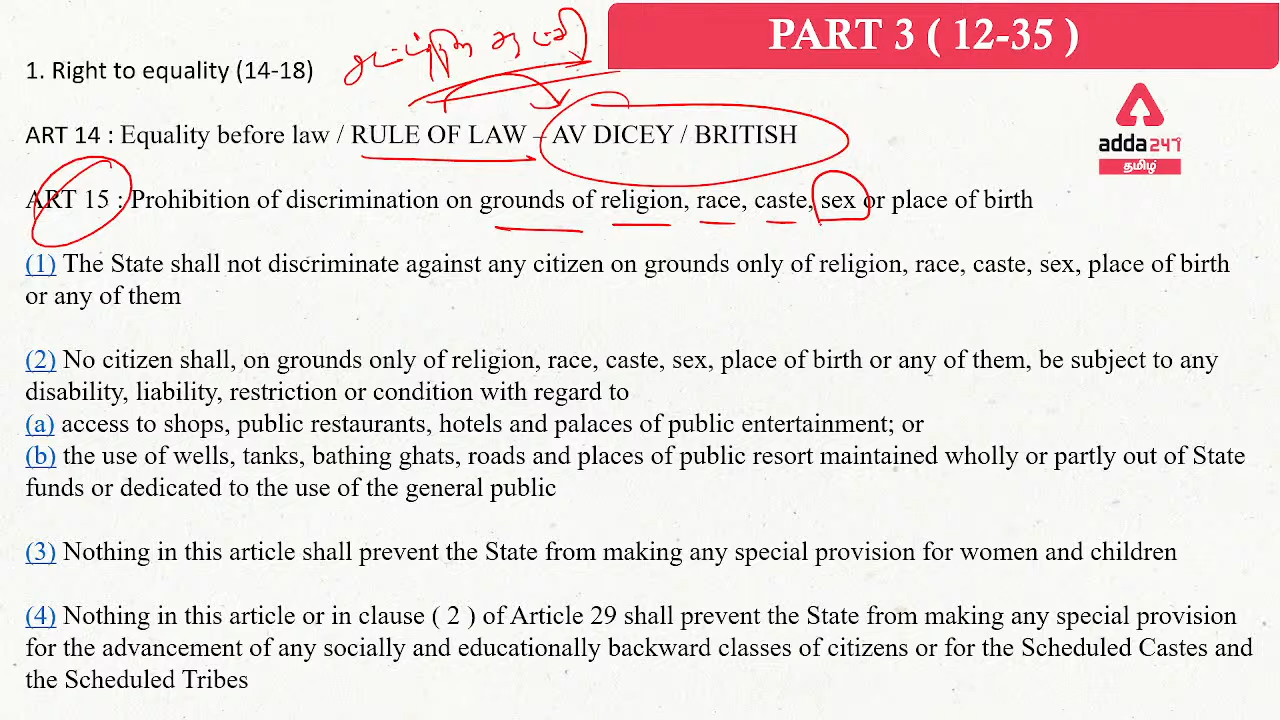 PART 3 ( 12-35 )
1. Right to equality (14-18)
ART 14 : Equality before law / RULE OF LAW – AV DICEY / BRITISH
adda247
தமிழ்
ART 15 : Prohibition of discrimination on grounds of religion, race, caste, sex or place of birth
(1) The State shall not discriminate against any citizen on grounds only of religion, race, caste, sex, place of birth
or any of them
(2) No citizen shall, on grounds only of religion, race, caste, sex, place of birth or any of them, be subject to any
disability, liability, restriction or condition with regard to
(a) access to shops, public restaurants, hotels and palaces of public entertainment; or
(b) the use of wells, tanks, bathing ghats, roads and places of public resort maintained wholly or partly out of State
funds or dedicated to the use of the general public
(3) Nothing in this article shall prevent the State from making any special provision for women and children
(4) Nothing in this article or in clause ( 2 ) of Article 29 shall prevent the State from making any special provision
for the advancement of any socially and educationally backward classes of citizens or for the Scheduled Castes and
the Scheduled Tribes